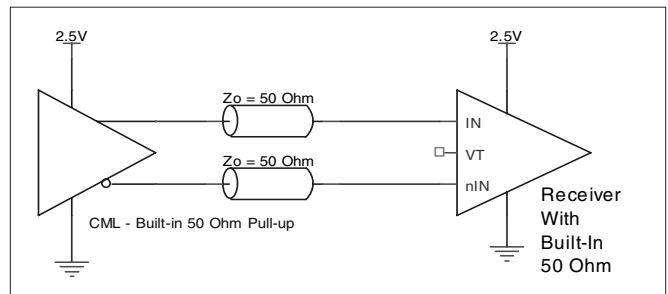 2.5V
2.5V
Zo = 50 Ohm
IN
VT
Zo = 50 Ohm
nIN
CML - Built-in 50 Ohm Pull-up
Receiver
With
Built-In
50 Ohm